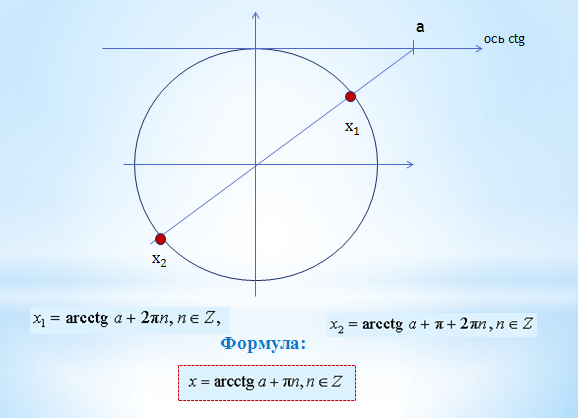 a
ось ctg
x₁
x₂
x₁ = arcctg a + 2πn, n ∈ Z,
x₂ = arcctg a + π + 2πn, n ∈ Z
Формула:
x = arcctg a + πn, n ∈ Z